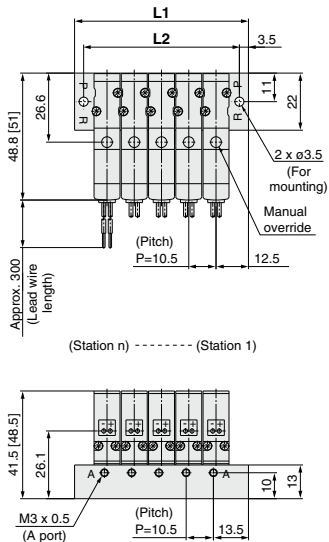 L1
L2
3.5
P
R
P
R
11
22
26.6
48.8 [51]
2 x ø3.5
(For
mounting)
Manual
override
Approx. 300
(Lead wire
length)
(Pitch)
P=10.5
12.5
(Station n) ------- (Station 1)
41.5 [48.5]
26.1
A
A
10
13
M3 x 0.5
(A port)
(Pitch)
P=10.5
13.5